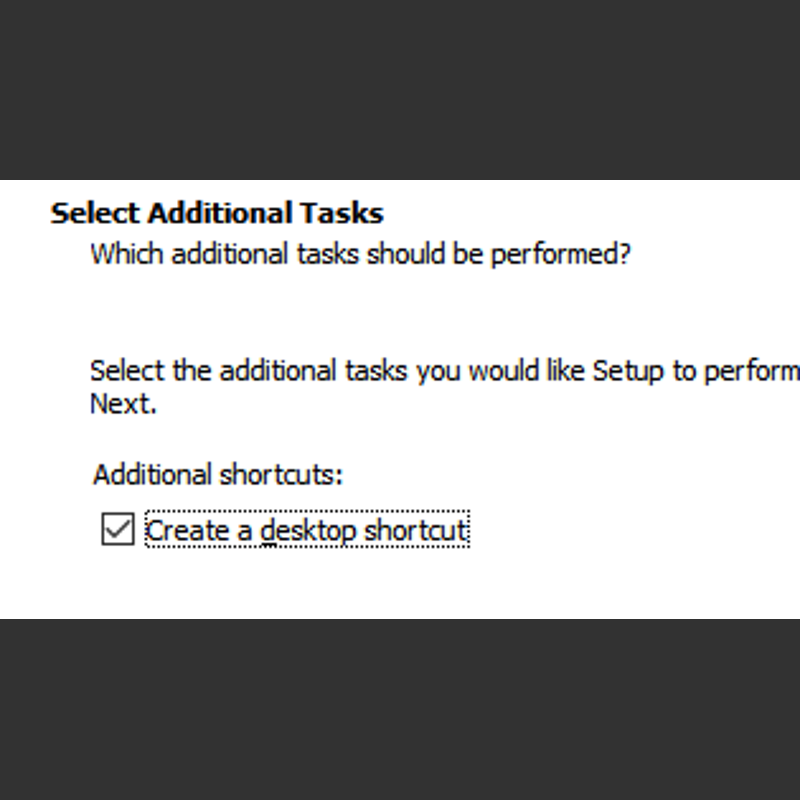 Select Additional Tasks
Which additional tasks should be performed?
Select the additional tasks you would like Setup to perform
Next.
Additional shortcuts:
Create a desktop shortcut